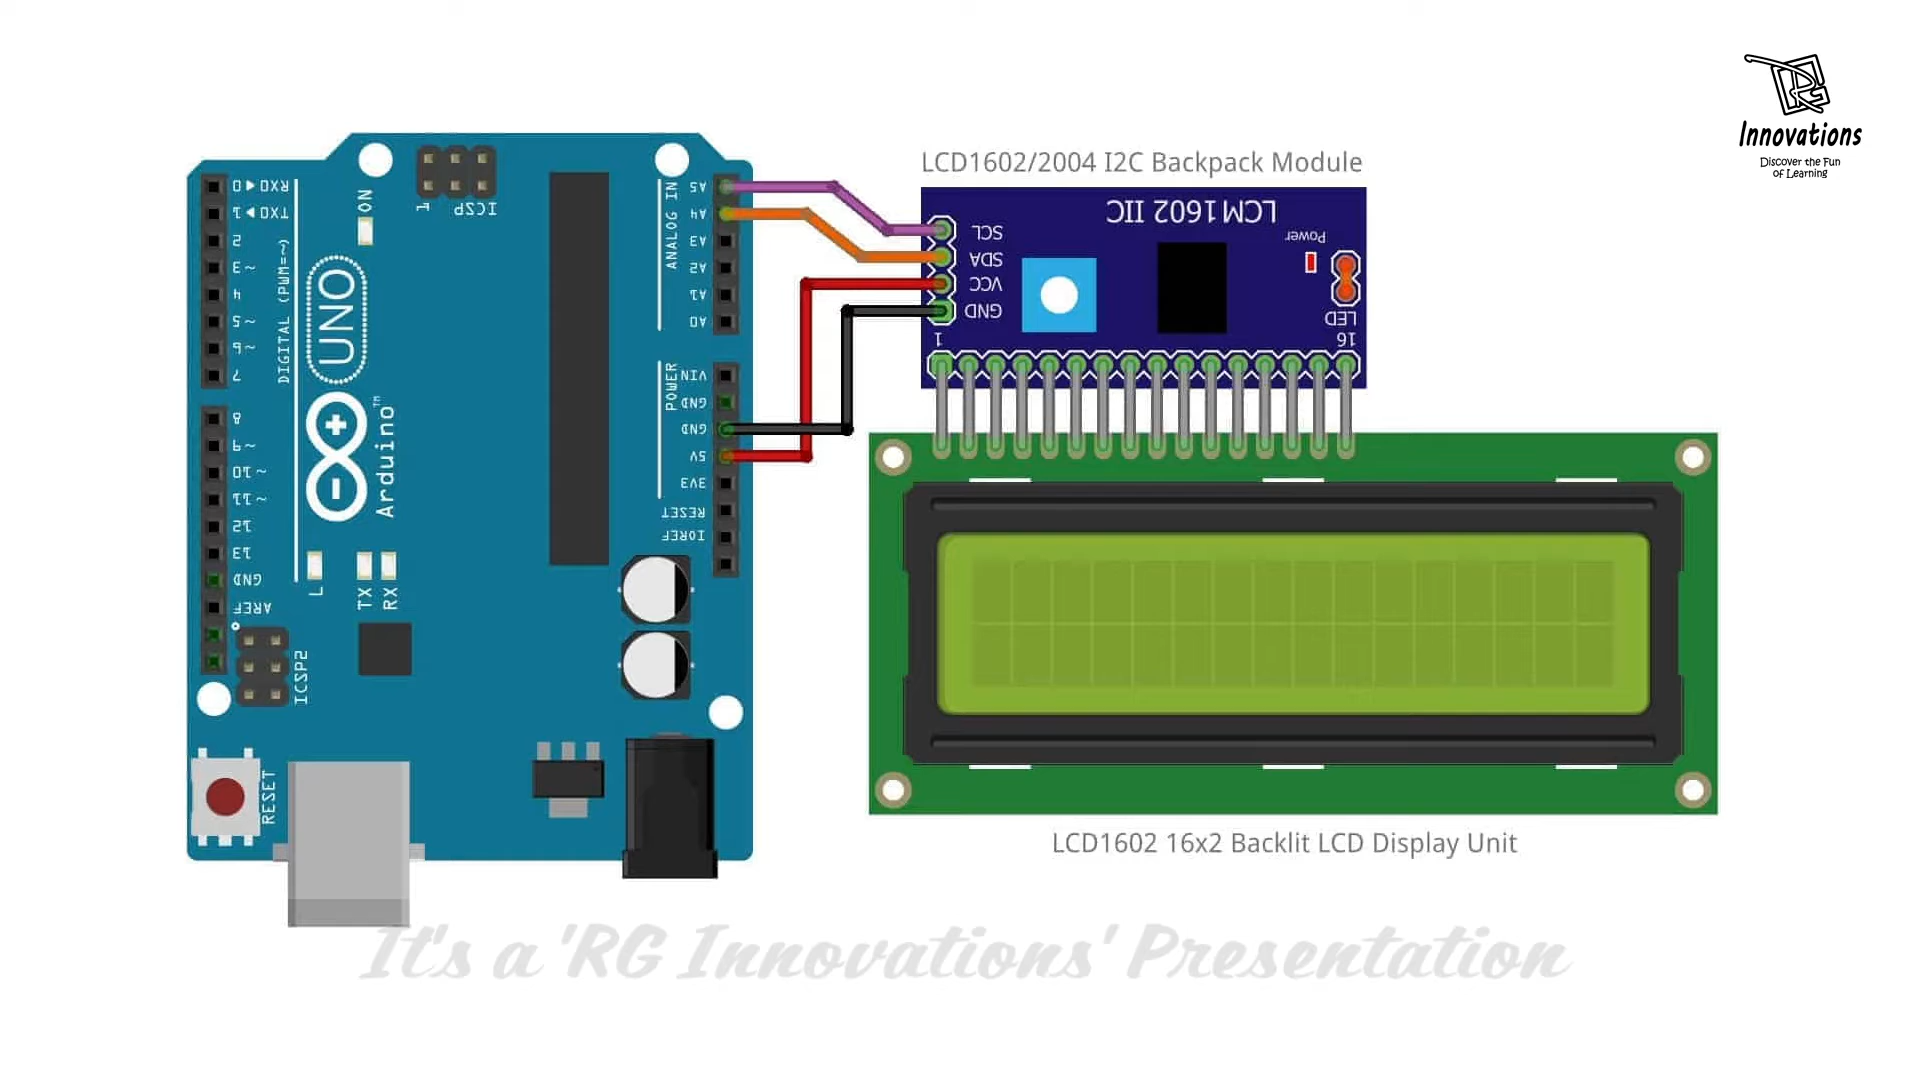 Innovations
Discover the Fun
of Learning
LCD1602/2004 I2C Backpack Module
LCM1602 IIC
SCL
SDA
VCC
GND
Power
LED
1
16
ON
1
ICSP
RX0
0
TX0
1
2
~3
4
~5
~6
7
DIGITAL (PWM=~)
UNO
8
~9
~10
~11
12
13
GND
AREF
Arduino™
L
TX
RX
ICSP2
RESET
ANALOG IN
A5
A4
A3
A2
A1
A0
POWER
VIN
GND
GND
5V
3V3
RESET
IOREF
LCD1602 16x2 Backlit LCD Display Unit
It's a 'RG Innovations' Presentation